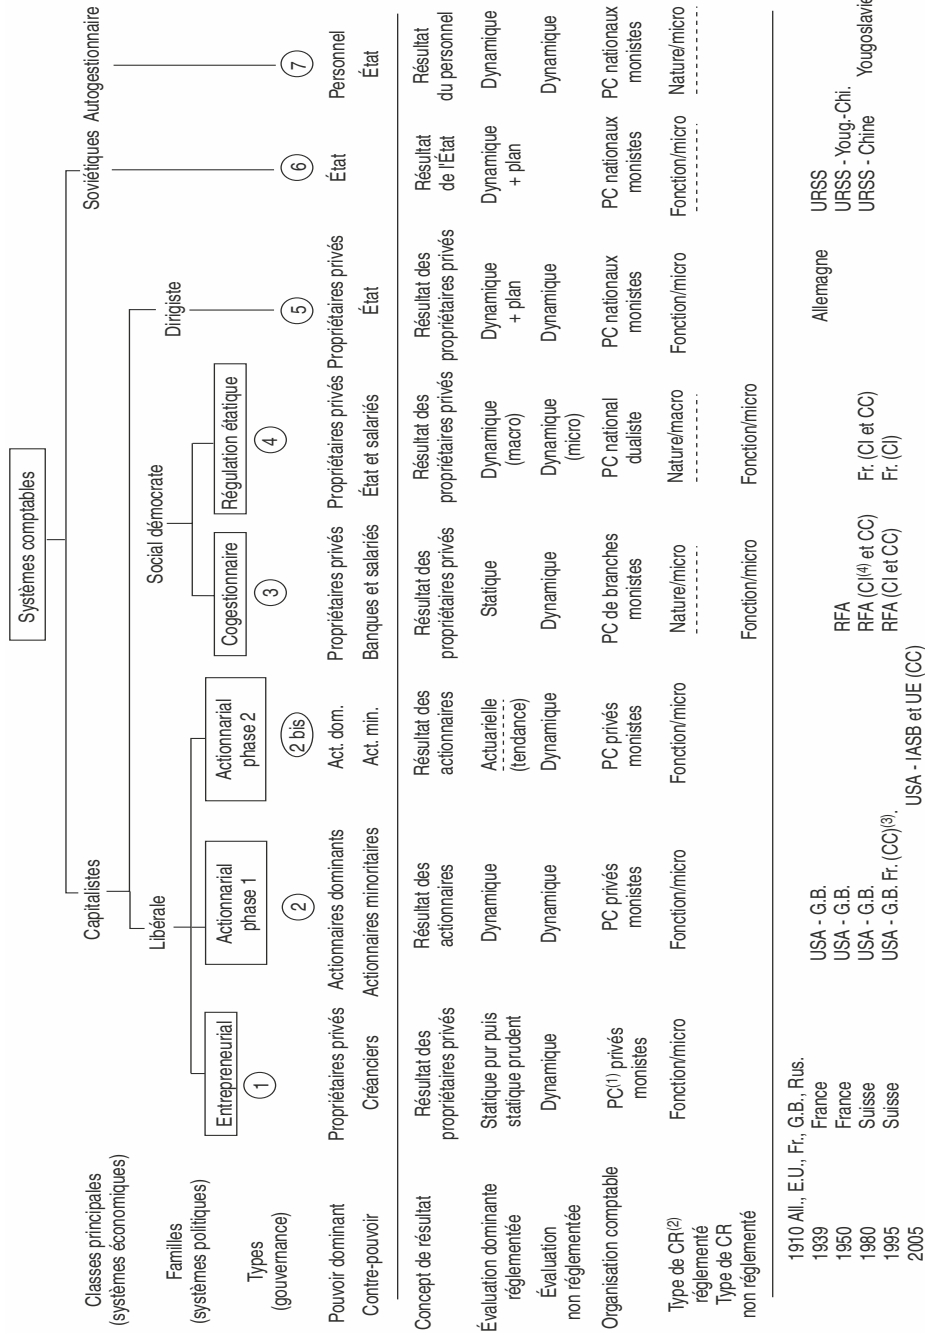 Systèmes comptables
Classes principales
(systèmes économiques)
Capitalistes
Soviétiques
Autogestionnaire
Familles
(systèmes politiques)
Libérale
Social démocrate
Dirigiste
Types
(gouvernance)
Entrepreneurial
Actionnarial
phase 1
Actionnarial
phase 2
Cogestionnaire
Régulation étatique
1
2
2 bis
3
4
5
6
7
Pouvoir dominant
Propriétaires privés
Actionnaires dominants
Act. dom.
Propriétaires privés
Propriétaires privés
Propriétaires privés
État
Personnel
Contre-pouvoir
Créanciers
Actionnaires minoritaires
Act. min.
Banques et salariés
État et salariés
État
État
Concept de résultat
Résultat des
propriétaires privés
Résultat des
actionnaires
Résultat des
actionnaires
Résultat des
propriétaires privés
Résultat des
propriétaires privés
Résultat des
propriétaires privés
Résultat
de l'État
Résultat
du personnel
Évaluation dominante
réglementée
Statique pur puis
statique prudent
Dynamique
Actuarielle
(tendance)
Statique
Dynamique
(macro)
Dynamique
+ plan
Dynamique
+ plan
Dynamique
Évaluation
non réglementée
Dynamique
Dynamique
Dynamique
Dynamique
Dynamique
(micro)
Dynamique
Dynamique
Organisation comptable
PC(1) privés
monistes
PC privés
monistes
PC privés
monistes
PC de branches
monistes
PC national
dualiste
PC nationaux
monistes
PC nationaux
monistes
PC nationaux
monistes
Type de CR(2)
réglementé
Fonction/micro
Fonction/micro
Fonction/micro
Nature/micro
Nature/macro
Fonction/micro
Fonction/micro
Nature/micro
Type de CR
non réglementé
Fonction/micro
Fonction/micro
1910 All., E.U., Fr., G.B., Rus.
1939 France USA - G.B. Allemagne URSS
1950 France USA - G.B. RFA URSS - Youg.-Chi.
1980 Suisse USA - G.B. RFA (CI(4) et CC) Fr. (CI et CC) URSS - Chine Yougoslavie
1995 Suisse USA - G.B. Fr. (CC)(3). RFA (CI et CC) Fr. (CI)
2005 USA - IASB et UE (CC)